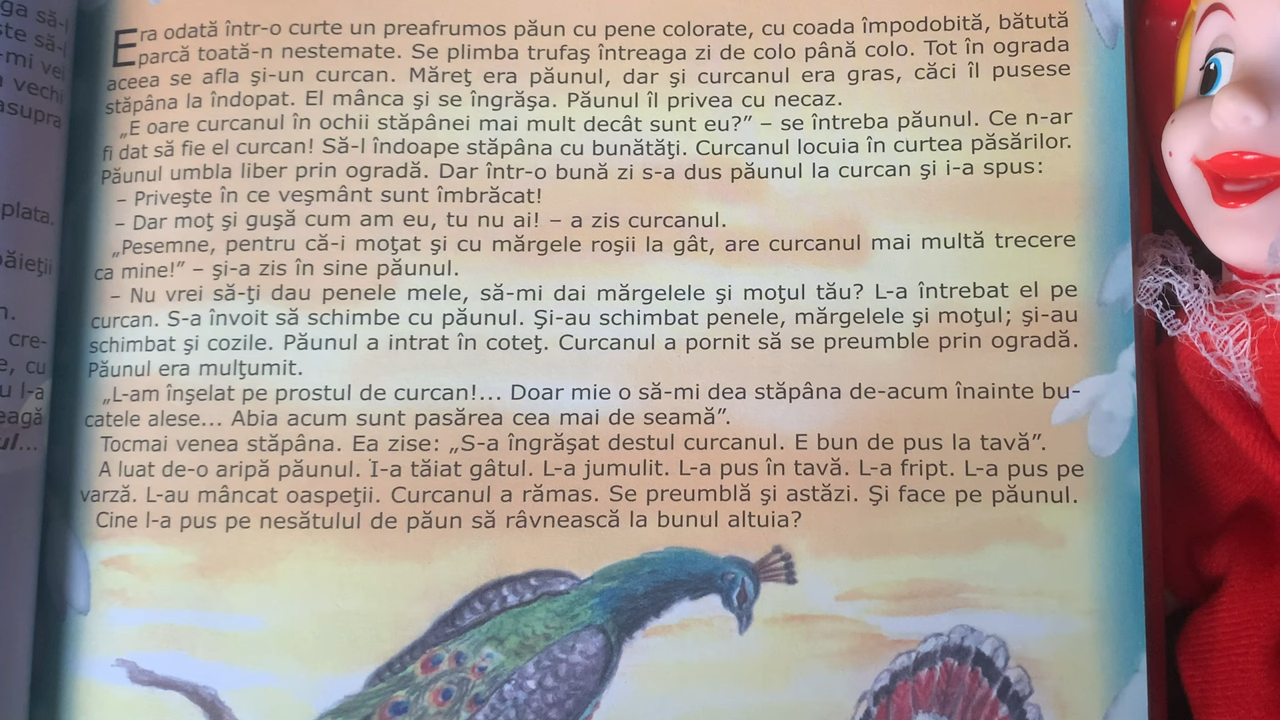 ga să-l
ste să-l
-mi vei
vechi
asupra
plata.
băieţii
n.
cre-
e, cu
u l-a
eagă
ul...
Era odată într-o curte un preafrumos păun cu pene colorate, cu coada împodobită, bătută
parcă toată-n nestemate. Se plimba trufaş întreaga zi de colo până colo. Tot în ograda
aceea se afla şi-un curcan. Măreţ era păunul, dar şi curcanul era gras, căci îl pusese
stăpâna la îndopat. El mânca şi se îngrăşa. Păunul îl privea cu necaz.
„E oare curcanul în ochii stăpânei mai mult decât sunt eu?” – se întreba păunul. Ce n-ar
fi dat să fie el curcan! Să-l îndoape stăpâna cu bunătăţi. Curcanul locuia în curtea păsărilor.
Păunul umbla liber prin ogradă. Dar într-o bună zi s-a dus păunul la curcan şi i-a spus:
– Priveşte în ce veşmânt sunt îmbrăcat!
– Dar moţ şi guşă cum am eu, tu nu ai! – a zis curcanul.
„Pesemne, pentru că-i moţat şi cu mărgele roşii la gât, are curcanul mai multă trecere
ca mine!” – şi-a zis în sine păunul.
– Nu vrei să-ţi dau penele mele, să-mi dai mărgelele şi moţul tău? L-a întrebat el pe
curcan. S-a învoit să schimbe cu păunul. Şi-au schimbat penele, mărgelele şi moţul; şi-au
schimbat şi cozile. Păunul a intrat în coteţ. Curcanul a pornit să se preumble prin ogradă.
Păunul era mulţumit.
„L-am înşelat pe prostul de curcan!... Doar mie o să-mi dea stăpâna de-acum înainte bu-
catele alese... Abia acum sunt pasărea cea mai de seamă”.
Tocmai venea stăpâna. Ea zise: „S-a îngrăşat destul curcanul. E bun de pus la tavă”.
A luat de-o aripă păunul. I-a tăiat gâtul. L-a jumulit. L-a pus în tavă. L-a fript. L-a pus pe
varză. L-au mâncat oaspeţii. Curcanul a rămas. Se preumblă şi astăzi. Şi face pe păunul.
Cine l-a pus pe nesătulul de păun să râvnească la bunul altuia?